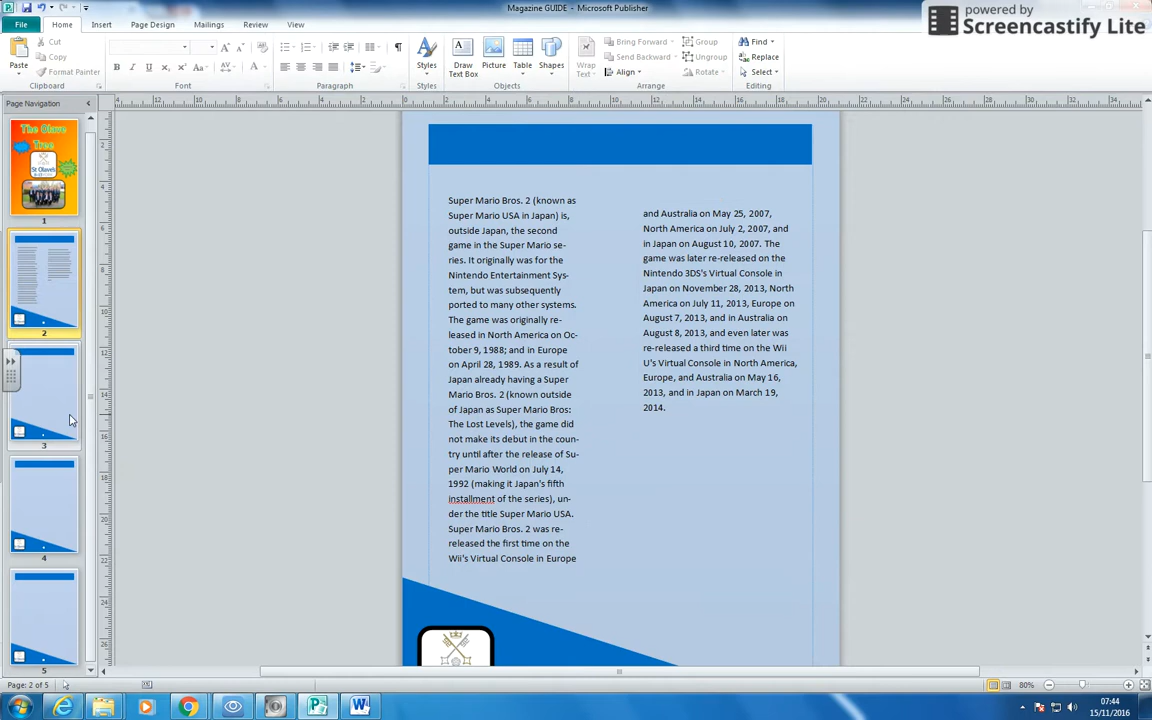 Magazine GUIDE - Microsoft Publisher
powered by
Screencastify Lite
File Home Insert Page Design Mailings Review View
Cut
Copy
Format Painter
Paste
Clipboard
Font
Paragraph
Styles
Styles
Draw Text Box
Picture
Table
Shapes
Objects
Wrap Text
Bring Forward
Send Backward
Align
Group
Ungroup
Rotate
Arrange
Find
Replace
Select
Editing
Page Navigation
The Olave
Tree
St Olave's
1
2
3
4
5
Super Mario Bros. 2 (known as
Super Mario USA in Japan) is,
outside Japan, the second
game in the Super Mario se-
ries. It originally was for the
Nintendo Entertainment Sys-
tem, but was subsequently
ported to many other systems.
The game was originally re-
leased in North America on Oc-
tober 9, 1988; and in Europe
on April 28, 1989. As a result of
Japan already having a Super
Mario Bros. 2 (known outside
of Japan as Super Mario Bros:
The Lost Levels), the game did
not make its debut in the coun-
try until after the release of Su-
per Mario World on July 14,
1992 (making it Japan's fifth
installment of the series), un-
der the title Super Mario USA.
Super Mario Bros. 2 was re-
released the first time on the
Wii's Virtual Console in Europe
and Australia on May 25, 2007,
North America on July 2, 2007, and
in Japan on August 10, 2007. The
game was later re-released on the
Nintendo 3DS's Virtual Console in
Japan on November 28, 2013, North
America on July 11, 2013, Europe on
August 7, 2013, and in Australia on
August 8, 2013, and even later was
re-released a third time on the Wii
U's Virtual Console in North America,
Europe, and Australia on May 16,
2013, and in Japan on March 19,
2014.
Page: 2 of 5
80%
07:44
15/11/2016